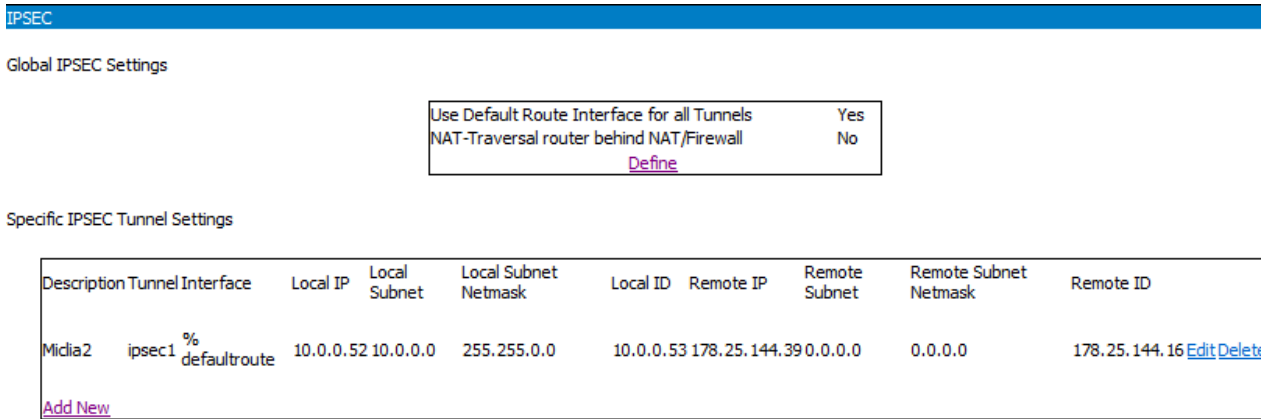 IPSEC
Global IPSEC Settings
Use Default Route Interface for all Tunnels Yes
NAT-Traversal router behind NAT/Firewall No
Define
Specific IPSEC Tunnel Settings
Description Tunnel Interface Local IP Local Subnet Local Subnet Netmask Local ID Remote IP Remote Subnet Remote Subnet Netmask Remote ID
Midia2 ipsec1 % defaultroute 10.0.0.52 10.0.0.0 255.255.0.0 10.0.0.53 178.25.144.39 0.0.0.0 0.0.0.0 178.25.144.16 Edit Delete
Add New